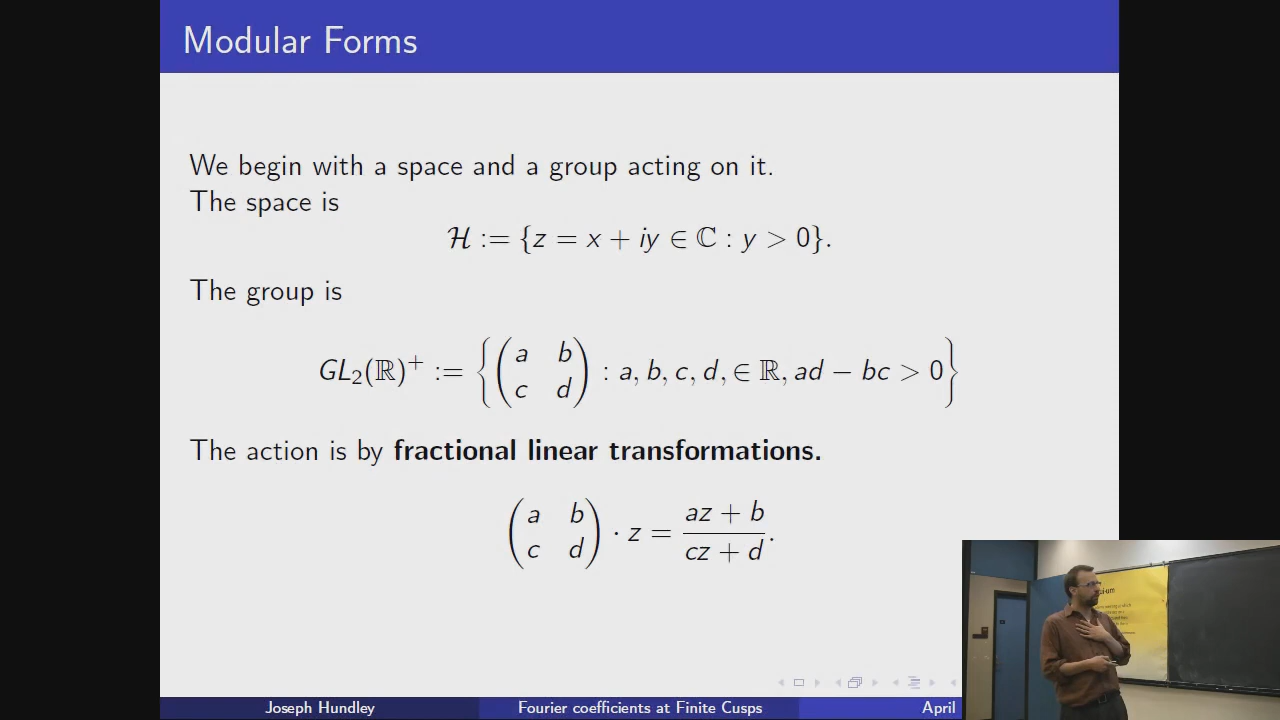 Modular Forms
We begin with a space and a group acting on it.
The space is
ℋ := {z = x + iy ∈ ℂ : y > 0}.
The group is
GL₂(ℝ)⁺ := { ( a b ; c d ) : a, b, c, d, ∈ ℝ, ad − bc > 0 }
The action is by fractional linear transformations.
( a b ; c d ) · z = (az + b)/(cz + d).
Joseph Hundley
Fourier coefficients at Finite Cusps
April